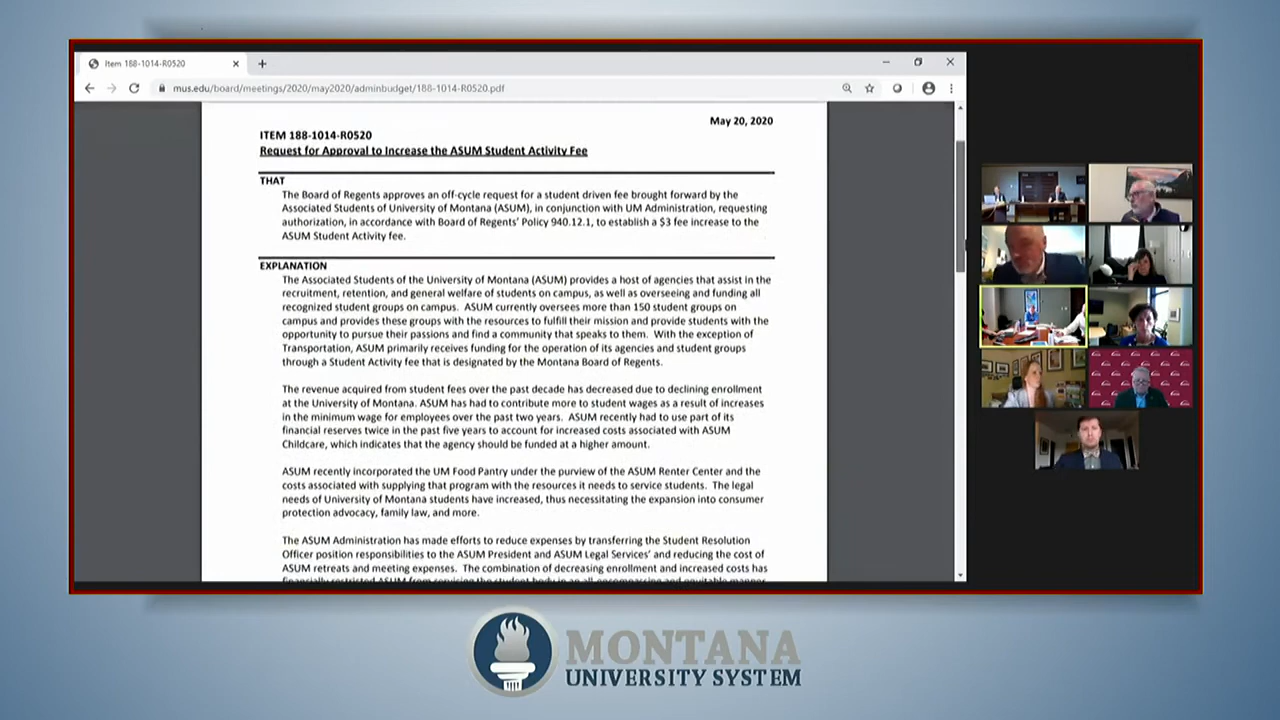 Item 188-1014-R0520
mus.edu/board/meetings/2020/may2020/adminbudget/188-1014-R0520.pdf
May 20, 2020
ITEM 188-1014-R0520
Request for Approval to Increase the ASUM Student Activity Fee
THAT
The Board of Regents approves an off-cycle request for a student driven fee brought forward by the
Associated Students of University of Montana (ASUM), in conjunction with UM Administration, requesting
authorization, in accordance with Board of Regents' Policy 940.12.1, to establish a $3 fee increase to the
ASUM Student Activity fee.
EXPLANATION
The Associated Students of the University of Montana (ASUM) provides a host of agencies that assist in the
recruitment, retention, and general welfare of students on campus, as well as overseeing and funding all
recognized student groups on campus. ASUM currently oversees more than 150 student groups on
campus and provides these groups with the resources to fulfill their mission and provide students with the
opportunity to pursue their passions and find a community that speaks to them. With the exception of
Transportation, ASUM primarily receives funding for the operation of its agencies and student groups
through a Student Activity fee that is designated by the Montana Board of Regents.
The revenue acquired from student fees over the past decade has decreased due to declining enrollment
at the University of Montana. ASUM has had to contribute more to student wages as a result of increases
in the minimum wage for employees over the past two years. ASUM recently had to use part of its
financial reserves twice in the past five years to account for increased costs associated with ASUM
Childcare, which indicates that the agency should be funded at a higher amount.
ASUM recently incorporated the UM Food Pantry under the purview of the ASUM Renter Center and the
costs associated with supplying that program with the resources it needs to service students. The legal
needs of University of Montana students have increased, thus necessitating the expansion into consumer
protection advocacy, family law, and more.
The ASUM Administration has made efforts to reduce expenses by transferring the Student Resolution
Officer position responsibilities to the ASUM President and ASUM Legal Services' and reducing the cost of
ASUM retreats and meeting expenses. The combination of decreasing enrollment and increased costs has
financially restricted ASUM from servicing the student body in an all-encompassing and equitable manner
MONTANA
UNIVERSITY SYSTEM